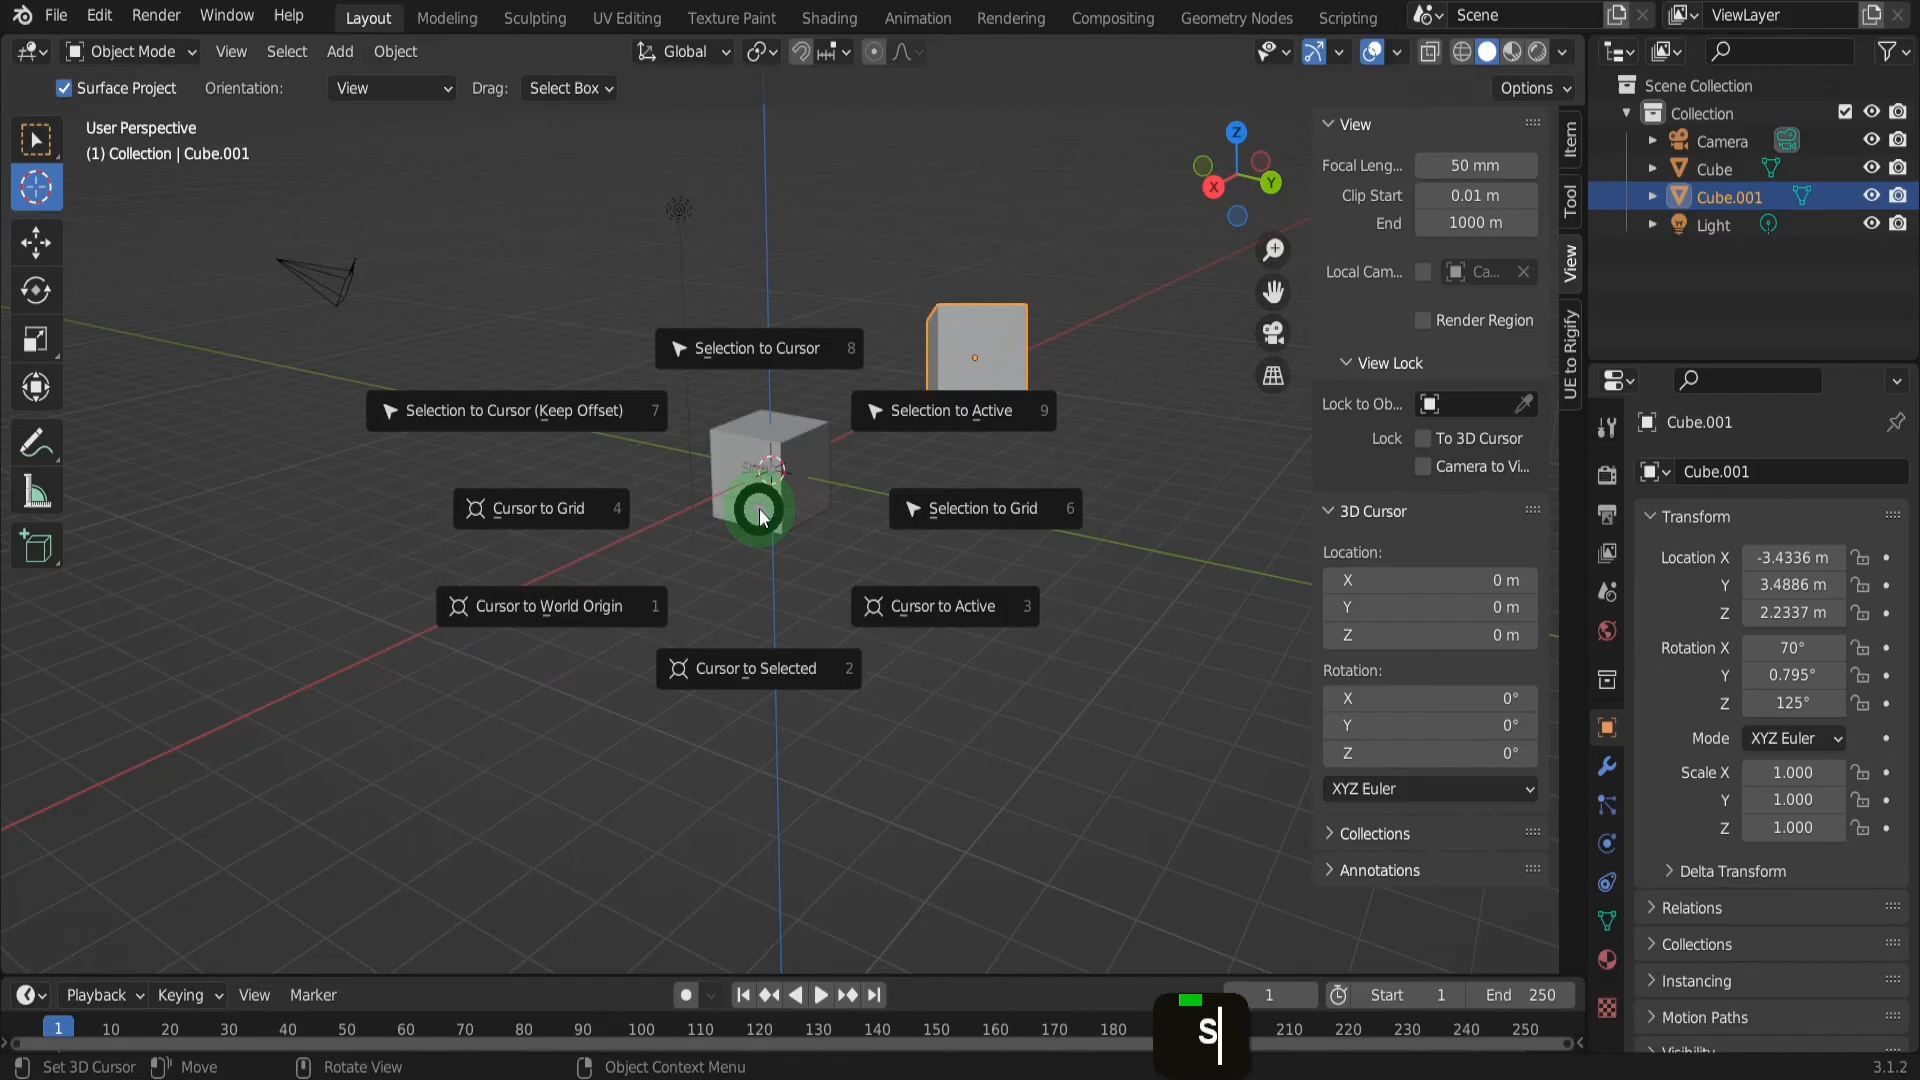 File Edit Render Window Help Layout Modeling Sculpting UV Editing Texture Paint Shading Animation Rendering Compositing Geometry Nodes Scripting Scene ViewLayer
Object Mode View Select Add Object Global
Surface Project Orientation: View Drag: Select Box Options
User Perspective
(1) Collection | Cube.001
Z
X
Y
Selection to Cursor 8
Selection to Cursor (Keep Offset) 7
Selection to Active 9
Cursor to Grid 4
Selection to Grid 6
Cursor to World Origin 1
Cursor to Active 3
Cursor to Selected 2
View
Focal Leng... 50 mm
Clip Start 0.01 m
End 1000 m
Local Cam... Ca...
Render Region
View Lock
Lock to Ob...
Lock To 3D Cursor
Camera to Vi...
3D Cursor
Location:
X 0 m
Y 0 m
Z 0 m
Rotation:
X 0°
Y 0°
Z 0°
XYZ Euler
Collections
Annotations
Item
Tool
View
UE to Rigify
Scene Collection
Collection
Camera
Cube
Cube.001
Light
Cube.001
Cube.001
Transform
Location X -3.4336 m
Y 3.4886 m
Z 2.2337 m
Rotation X 70°
Y 0.795°
Z 125°
Mode XYZ Euler
Scale X 1.000
Y 1.000
Z 1.000
Delta Transform
Relations
Collections
Instancing
Motion Paths
Visibility
Playback Keying View Marker 1 Start 1 End 250
1 10 20 30 40 50 60 70 80 90 100 110 120 130 140 150 160 170 180 210 220 230 240 250
S
Set 3D Cursor Move Rotate View Object Context Menu 3.1.2